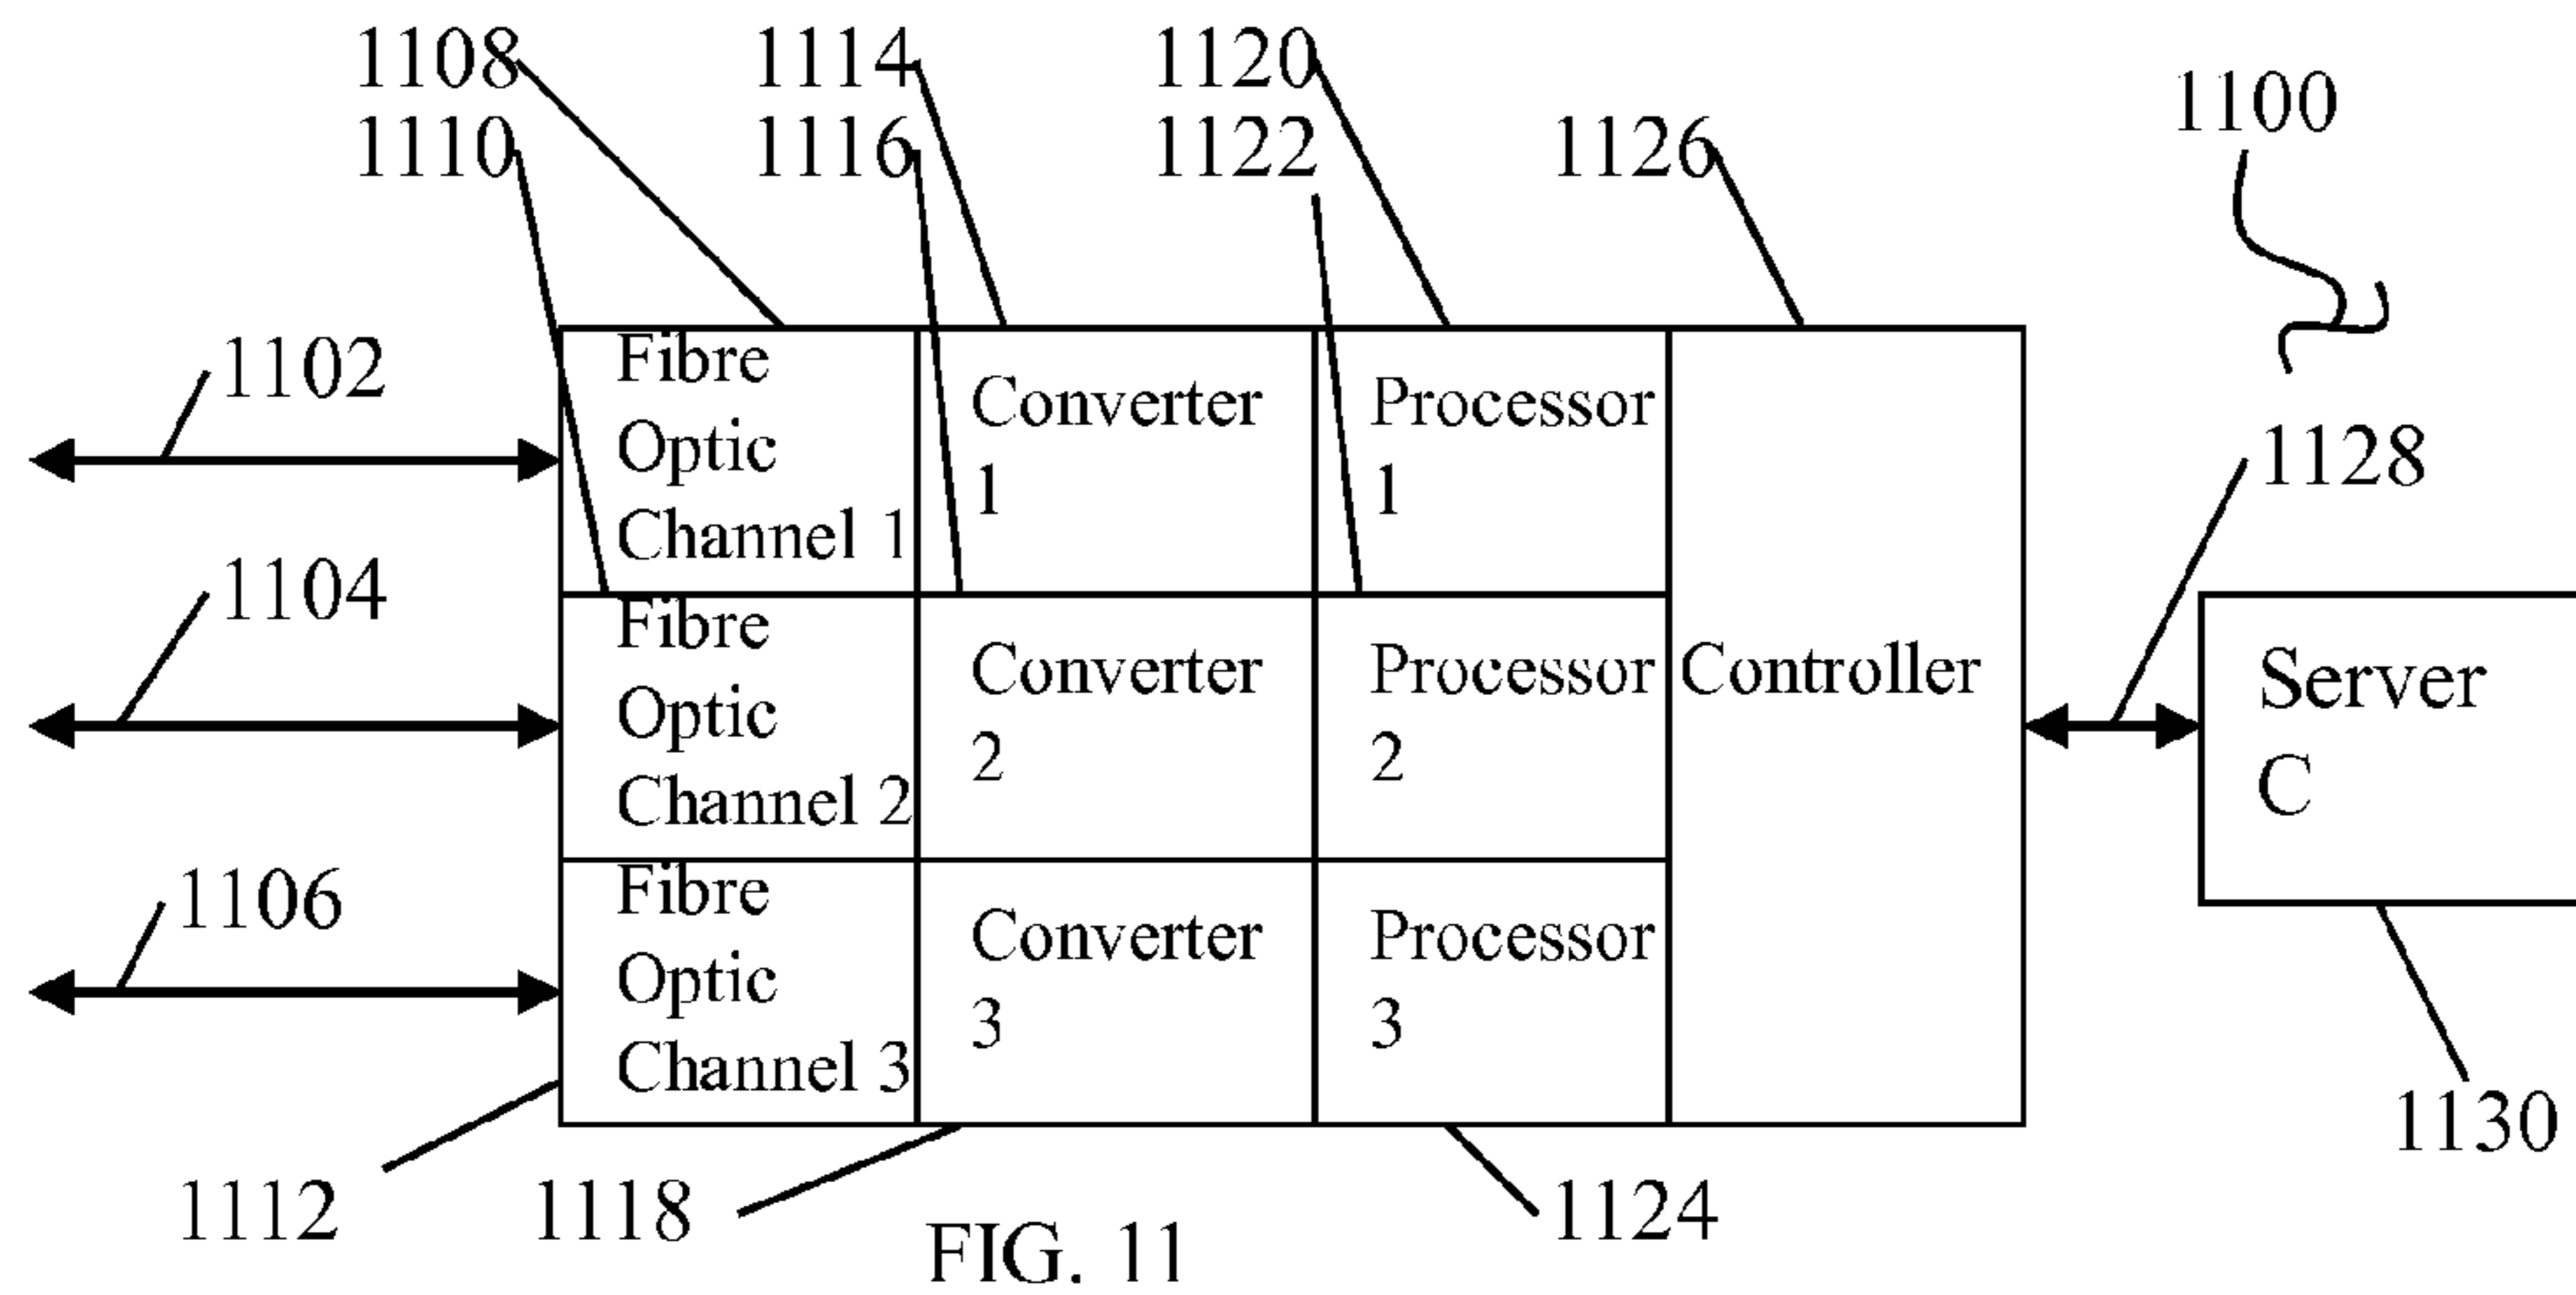 1108 1114 1120 1100
1110 1116 1122 1126
1102
Fibre
Optic
Channel 1
Converter
1
Processor
1
1128
1104
Fibre
Optic
Channel 2
Converter
2
Processor
2
Controller
Server
C
1106
Fibre
Optic
Channel 3
Converter
3
Processor
3
1130
1112 1118 1124
FIG. 11